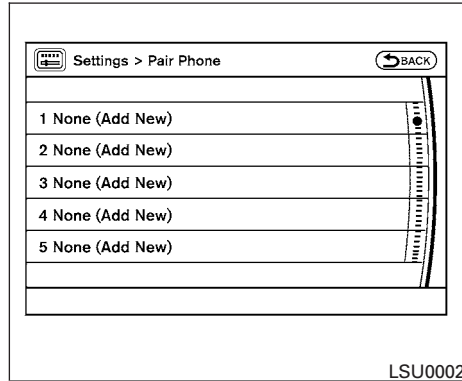 Settings > Pair Phone
BACK
1 None (Add New)
2 None (Add New)
3 None (Add New)
4 None (Add New)
5 None (Add New)
LSU0002